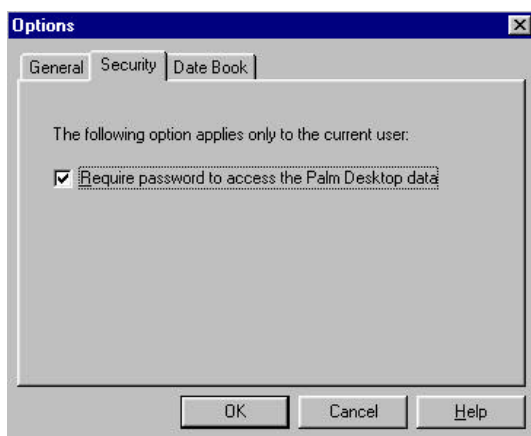 Options
General Security Date Book
The following option applies only to the current user:
Require password to access the Palm Desktop data
OK Cancel Help